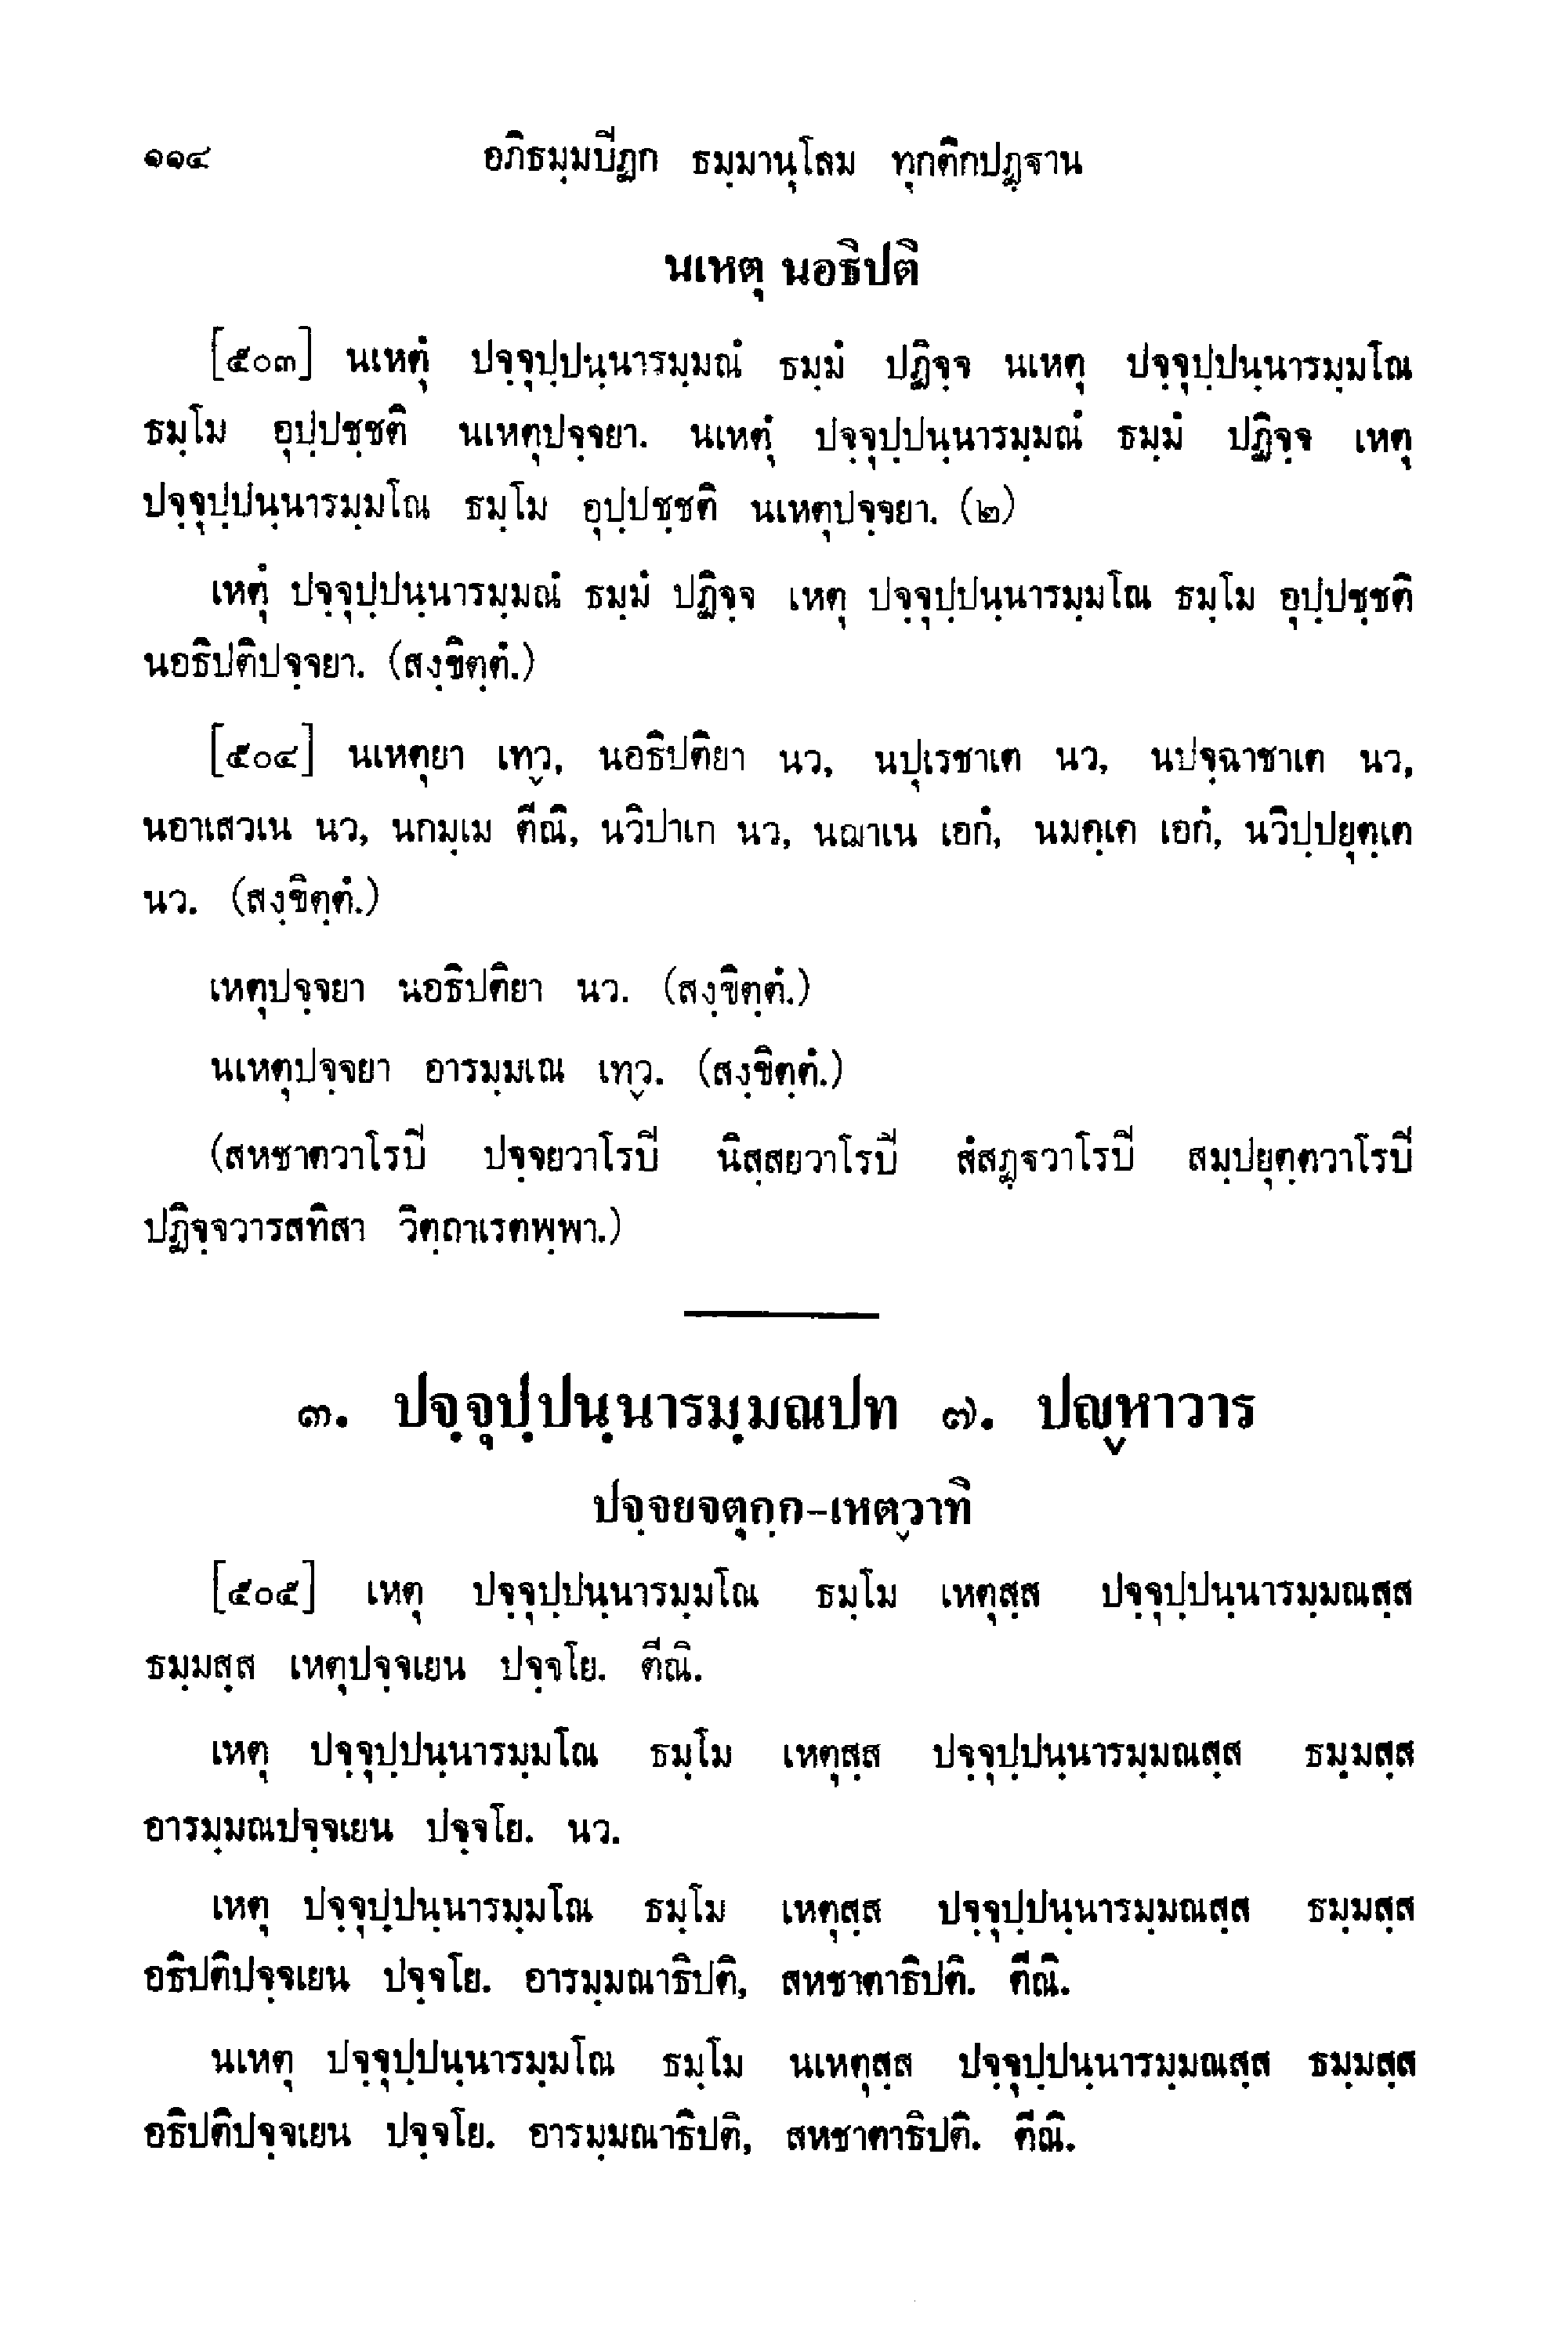 ๑๑๔ อภิธมฺมปิฏก ธมฺมานุโลม ทุกติกปฏฺฐาน
นเหตุ นอธิปติ
[๕๐๓] นเหตุํ ปจฺจุปฺปนฺนารมฺมณํ ธมฺมํ ปฏิจฺจ นเหตุ ปจฺจุปฺปนฺนารมฺมโณ
ธมฺโม อุปฺปชฺชติ นเหตุปจฺจยา. นเหตุํ ปจฺจุปฺปนฺนารมฺมณํ ธมฺมํ ปฏิจฺจ เหตุ
ปจฺจุปฺปนฺนารมฺมโณ ธมฺโม อุปฺปชฺชติ นเหตุปจฺจยา. (๒)
เหตุํ ปจฺจุปฺปนฺนารมฺมณํ ธมฺมํ ปฏิจฺจ เหตุ ปจฺจุปฺปนฺนารมฺมโณ ธมฺโม อุปฺปชฺชติ
นอธิปติปจฺจยา. (สงฺขิตฺตํ.)
[๕๐๔] นเหตุยา เทฺว, นอธิปติยา นว, นปุเรชาเต นว, นปจฺฉาชาเต นว,
นอาเสวเน นว, นกมฺเม ตีณิ, นวิปาเก นว, นฌาเน เอกํ, นมคฺเค เอกํ, นวิปฺปยุตฺเต
นว. (สงฺขิตฺตํ.)
เหตุปจฺจยา นอธิปติยา นว. (สงฺขิตฺตํ.)
นเหตุปจฺจยา อารมฺมเณ เทฺว. (สงฺขิตฺตํ.)
(สหชาตวาโรปิ ปจฺจยวาโรปิ นิสฺสยวาโรปิ สํสฏฺฐวาโรปิ สมฺปยุตฺตวาโรปิ
ปฏิจฺจวารสทิสา วิตฺถาเรตพฺพา.)
๓. ปจฺจุปฺปนฺนารมฺมณปท ๗. ปญฺหาวาร
ปจฺจยจตุกฺก-เหตฺวาทิ
[๕๐๕] เหตุ ปจฺจุปฺปนฺนารมฺมโณ ธมฺโม เหตุสฺส ปจฺจุปฺปนฺนารมฺมณสฺส
ธมฺมสฺส เหตุปจฺจเยน ปจฺจโย. ตีณิ.
เหตุ ปจฺจุปฺปนฺนารมฺมโณ ธมฺโม เหตุสฺส ปจฺจุปฺปนฺนารมฺมณสฺส ธมฺมสฺส
อารมฺมณปจฺจเยน ปจฺจโย. นว.
เหตุ ปจฺจุปฺปนฺนารมฺมโณ ธมฺโม เหตุสฺส ปจฺจุปฺปนฺนารมฺมณสฺส ธมฺมสฺส
อธิปติปจฺจเยน ปจฺจโย. อารมฺมณาธิปติ, สหชาตาธิปติ. ตีณิ.
นเหตุ ปจฺจุปฺปนฺนารมฺมโณ ธมฺโม นเหตุสฺส ปจฺจุปฺปนฺนารมฺมณสฺส ธมฺมสฺส
อธิปติปจฺจเยน ปจฺจโย. อารมฺมณาธิปติ, สหชาตาธิปติ. ตีณิ.